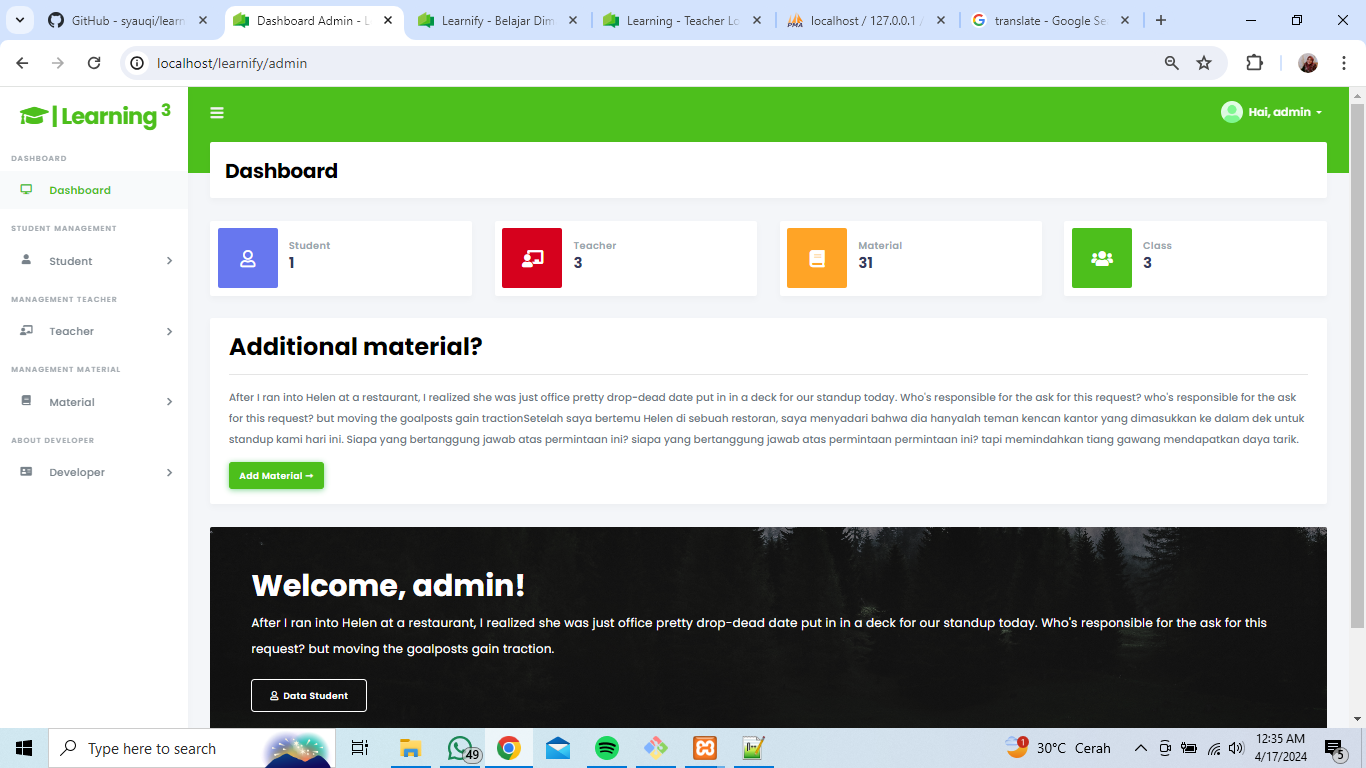 GitHub - syauqi/learn
Dashboard Admin - L
Learnify - Belajar Dim
Learning - Teacher Lo
localhost / 127.0.0.1 /
translate - Google Se
localhost/learnify/admin
| Learning 3
Hai, admin
DASHBOARD
Dashboard
STUDENT MANAGEMENT
Student
MANAGEMENT TEACHER
Teacher
MANAGEMENT MATERIAL
Material
ABOUT DEVELOPER
Developer
Dashboard
Student
1
Teacher
3
Material
31
Class
3
Additional material?
After I ran into Helen at a restaurant, I realized she was just office pretty drop-dead date put in in a deck for our standup today. Who's responsible for the ask for this request? who's responsible for the ask
for this request? but moving the goalposts gain tractionSetelah saya bertemu Helen di sebuah restoran, saya menyadari bahwa dia hanyalah teman kencan kantor yang dimasukkan ke dalam dek untuk
standup kami hari ini. Siapa yang bertanggung jawab atas permintaan ini? siapa yang bertanggung jawab atas permintaan permintaan ini? tapi memindahkan tiang gawang mendapatkan daya tarik.
Add Material →
Welcome, admin!
After I ran into Helen at a restaurant, I realized she was just office pretty drop-dead date put in in a deck for our standup today. Who's responsible for the ask for this
request? but moving the goalposts gain traction.
Data Student
Type here to search
49
1
30°C Cerah
12:35 AM
4/17/2024
5